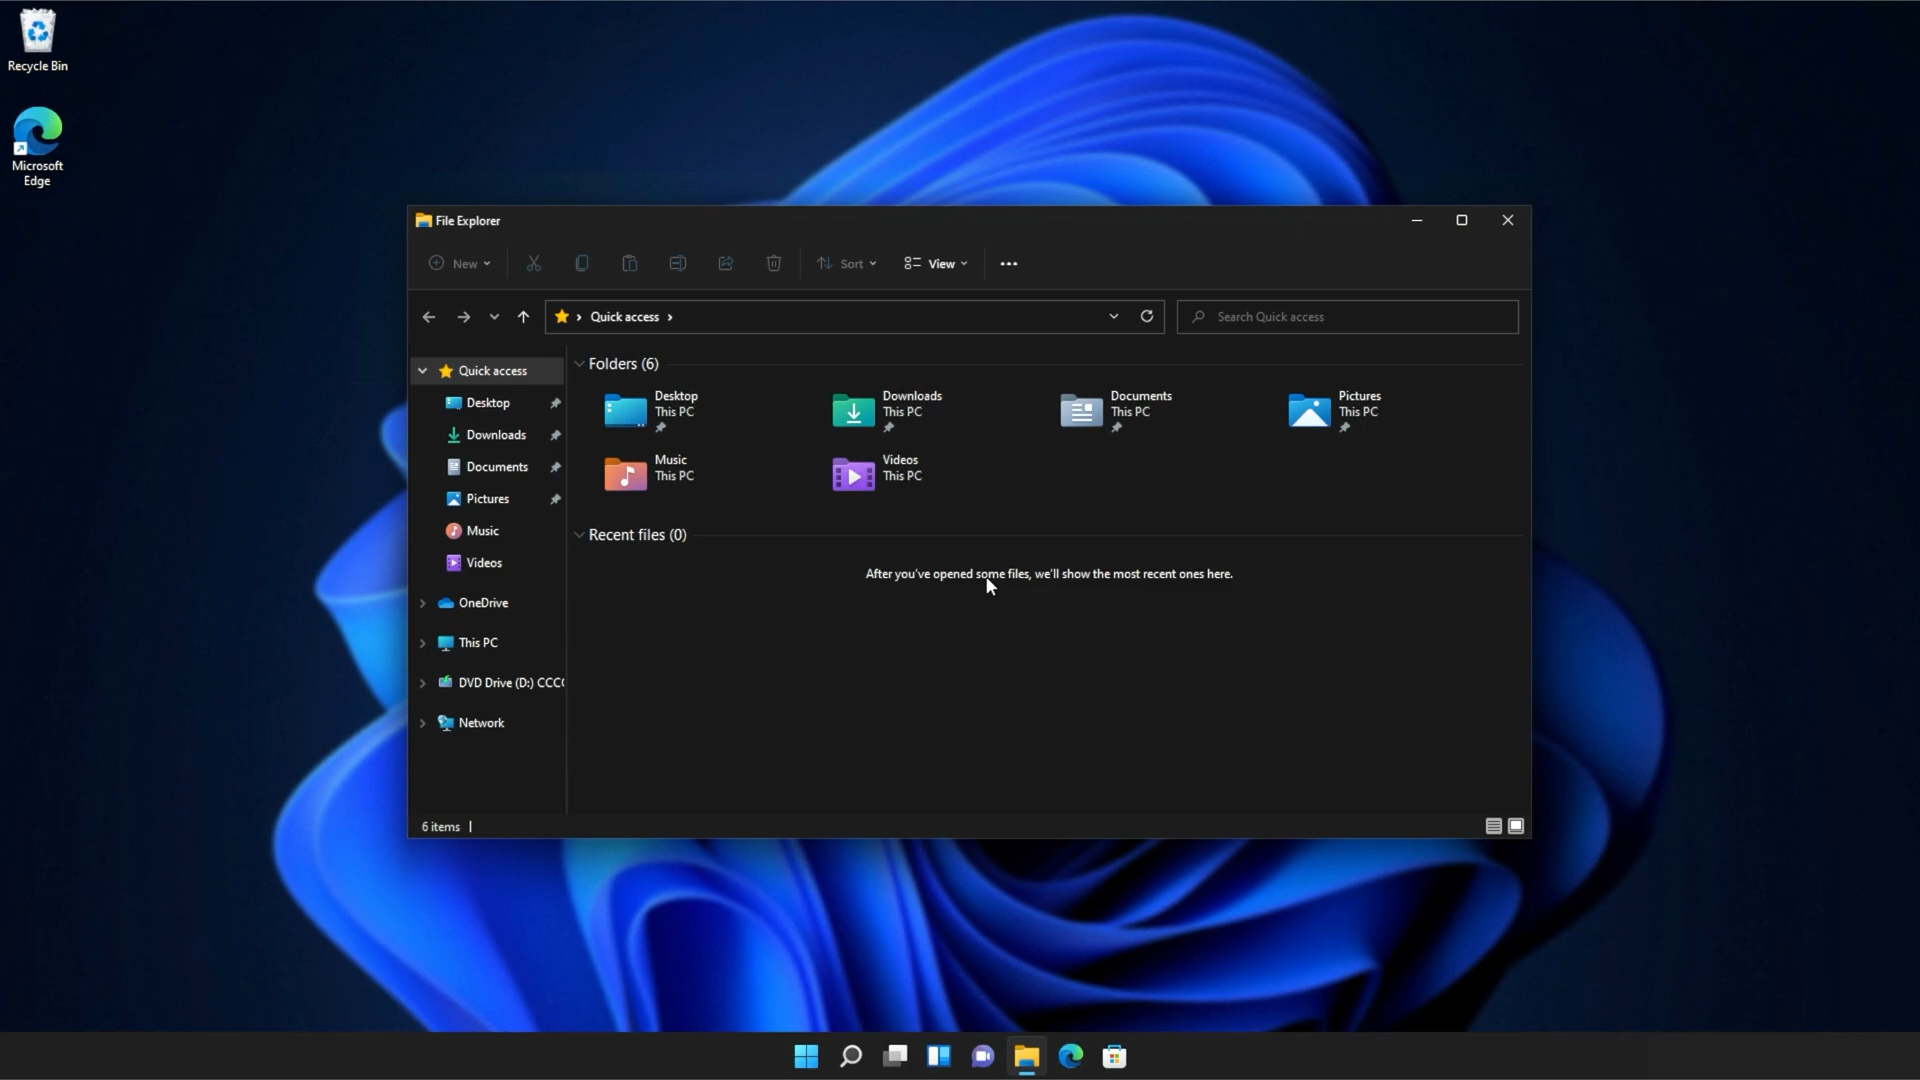 Recycle Bin
Microsoft
Edge
File Explorer
New
Sort
View
Quick access
Search Quick access
Quick access
Desktop
Downloads
Documents
Pictures
Music
Videos
OneDrive
This PC
DVD Drive (D:) CCC
Network
Folders (6)
Desktop
This PC
Downloads
This PC
Documents
This PC
Pictures
This PC
Music
This PC
Videos
This PC
Recent files (0)
After you've opened some files, we'll show the most recent ones here.
6 items